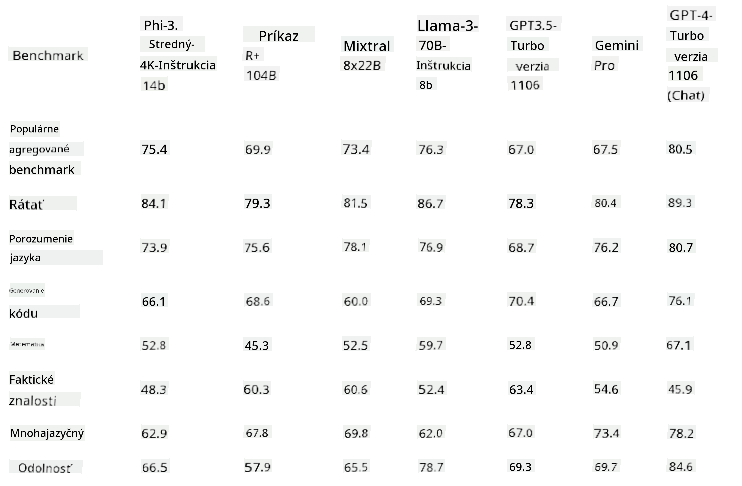 Benchmark Phi-3. Stredný- 4K-Inštrukcia 14b Príkaz R+ 104B Mixtral 8x22B Llama-3- 70B- Inštrukcia 8b GPT3.5- Turbo verzia 1106 Gemini Pro GPT-4- Turbo verzia 1106 (Chat)
Populárne agregované benchmark 75.4 69.9 73.4 76.3 67.0 67.5 80.5
Rátať 84.1 79.3 81.5 86.7 78.3 80.4 89.3
Porozumenie jazyka 73.9 75.6 78.1 76.9 68.7 76.2 80.7
Generovanie kódu 66.1 68.6 60.0 69.3 70.4 66.7 76.1
Matematika 52.8 45.3 52.5 59.7 52.8 50.9 67.1
Faktické znalosti 48.3 60.3 60.6 52.4 63.4 54.6 45.9
Mnohajazyčný 62.9 67.8 69.8 62.0 67.0 73.4 78.2
Odolnosť 66.5 57.9 65.5 78.7 69.3 69.7 84.6